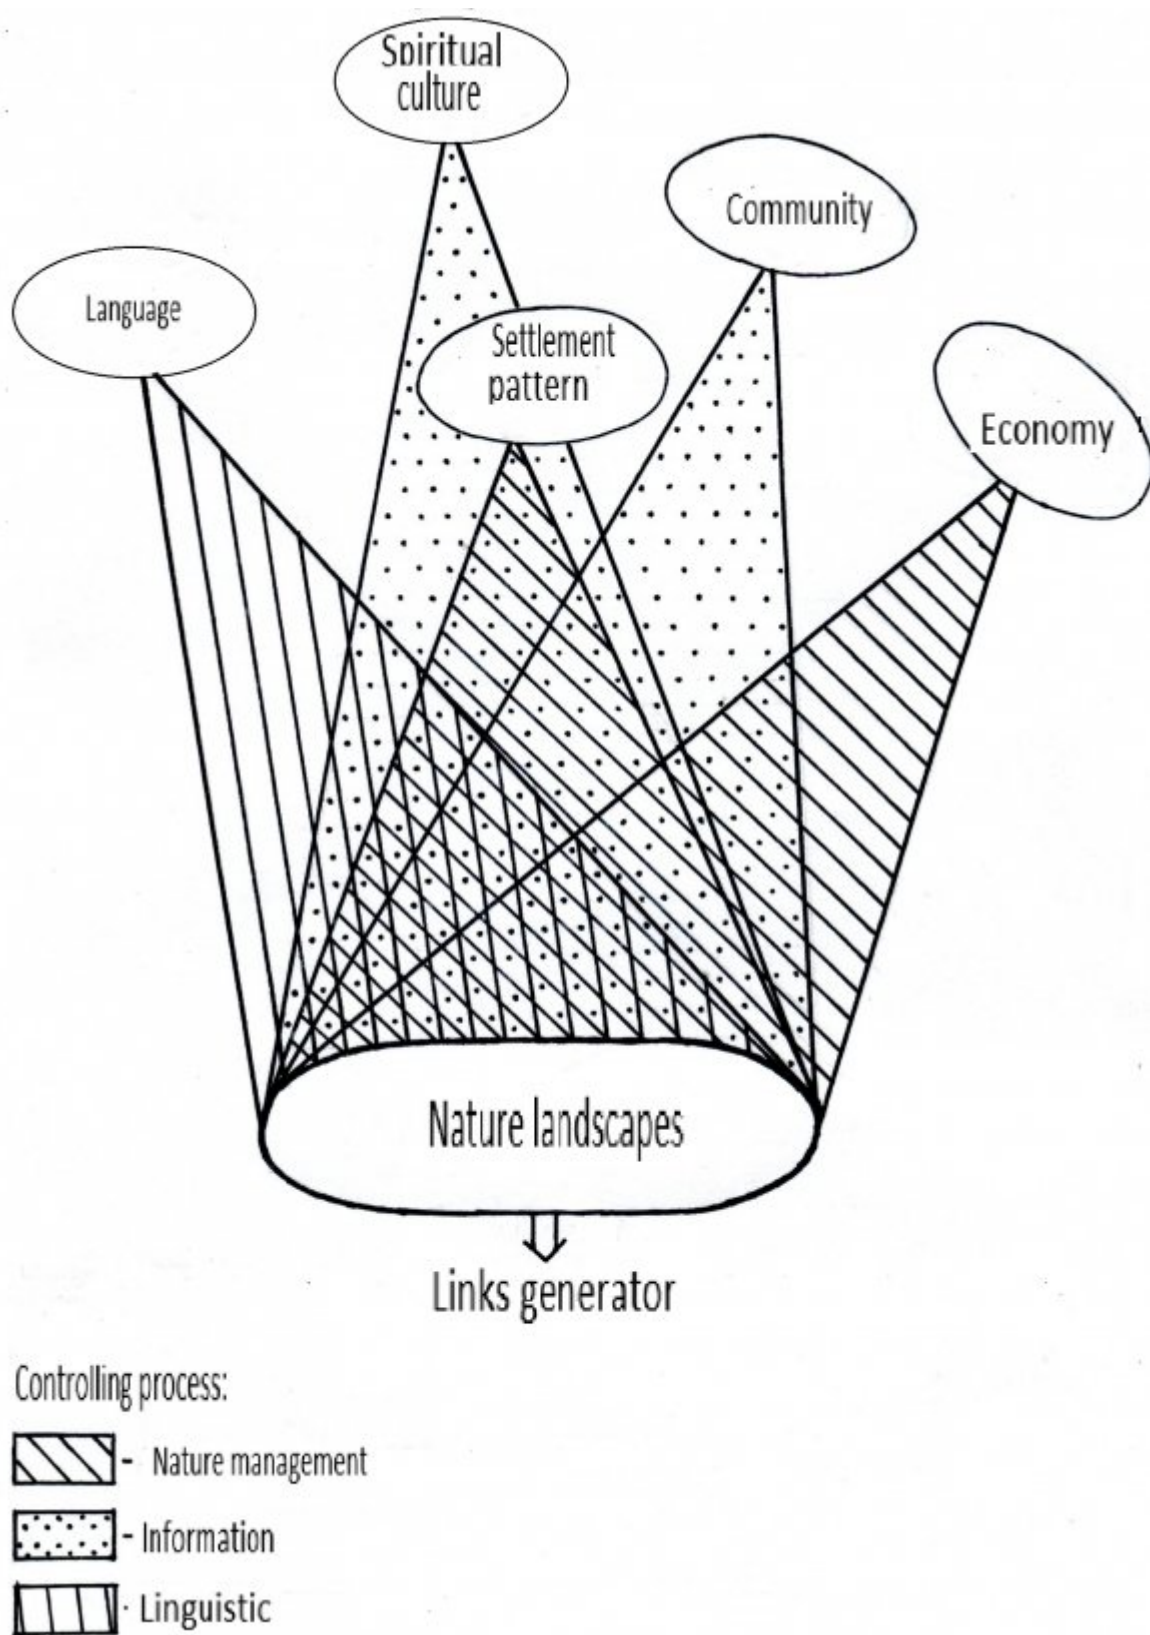 Spiritual
culture
Community
Language
Settlement
pattern
Economy
Nature landscapes
Links generator
Controlling process:
- Nature management
- Information
· Linguistic